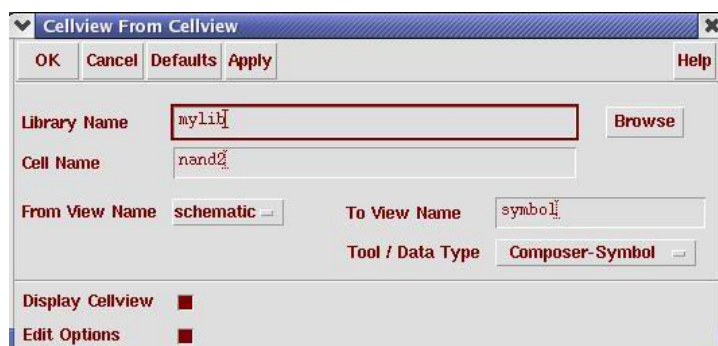 Cellview From Cellview
OK Cancel Defaults Apply Help
Library Name mylib Browse
Cell Name nand2
From View Name schematic To View Name symbol
Tool / Data Type Composer-Symbol
Display Cellview
Edit Options